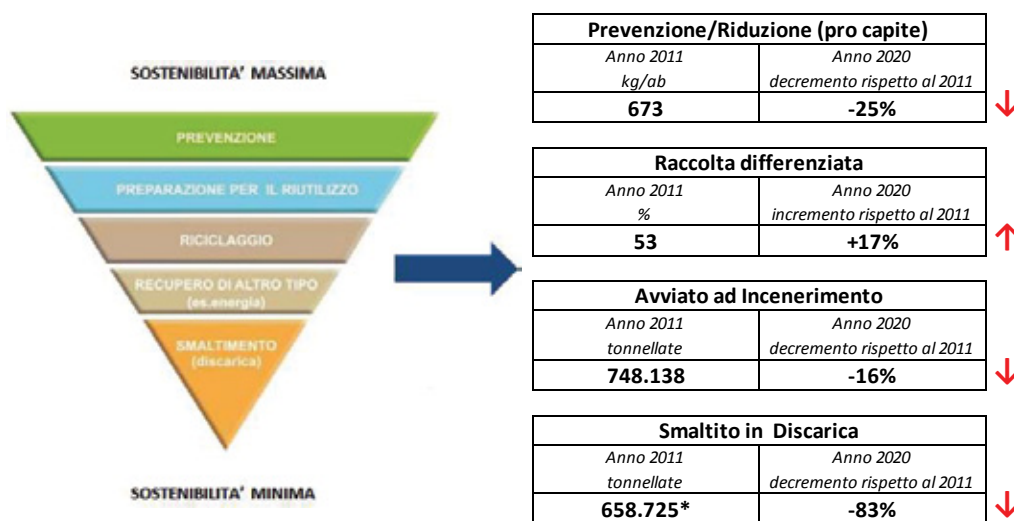 SOSTENIBILITA’ MASSIMA
PREVENZIONE
PREPARAZIONE PER IL RIUTILIZZO
RICICLAGGIO
RECUPERO DI ALTRO TIPO
(es.energia)
SMALTIMENTO
(discarica)
SOSTENIBILITA’ MINIMA
Prevenzione/Riduzione (pro capite)
Anno 2011 Anno 2020
kg/ab decremento rispetto al 2011
673 -25%
Raccolta differenziata
Anno 2011 Anno 2020
% incremento rispetto al 2011
53 +17%
Avviato ad Incenerimento
Anno 2011 Anno 2020
tonnellate decremento rispetto al 2011
748.138 -16%
Smaltito in Discarica
Anno 2011 Anno 2020
tonnellate decremento rispetto al 2011
658.725* -83%